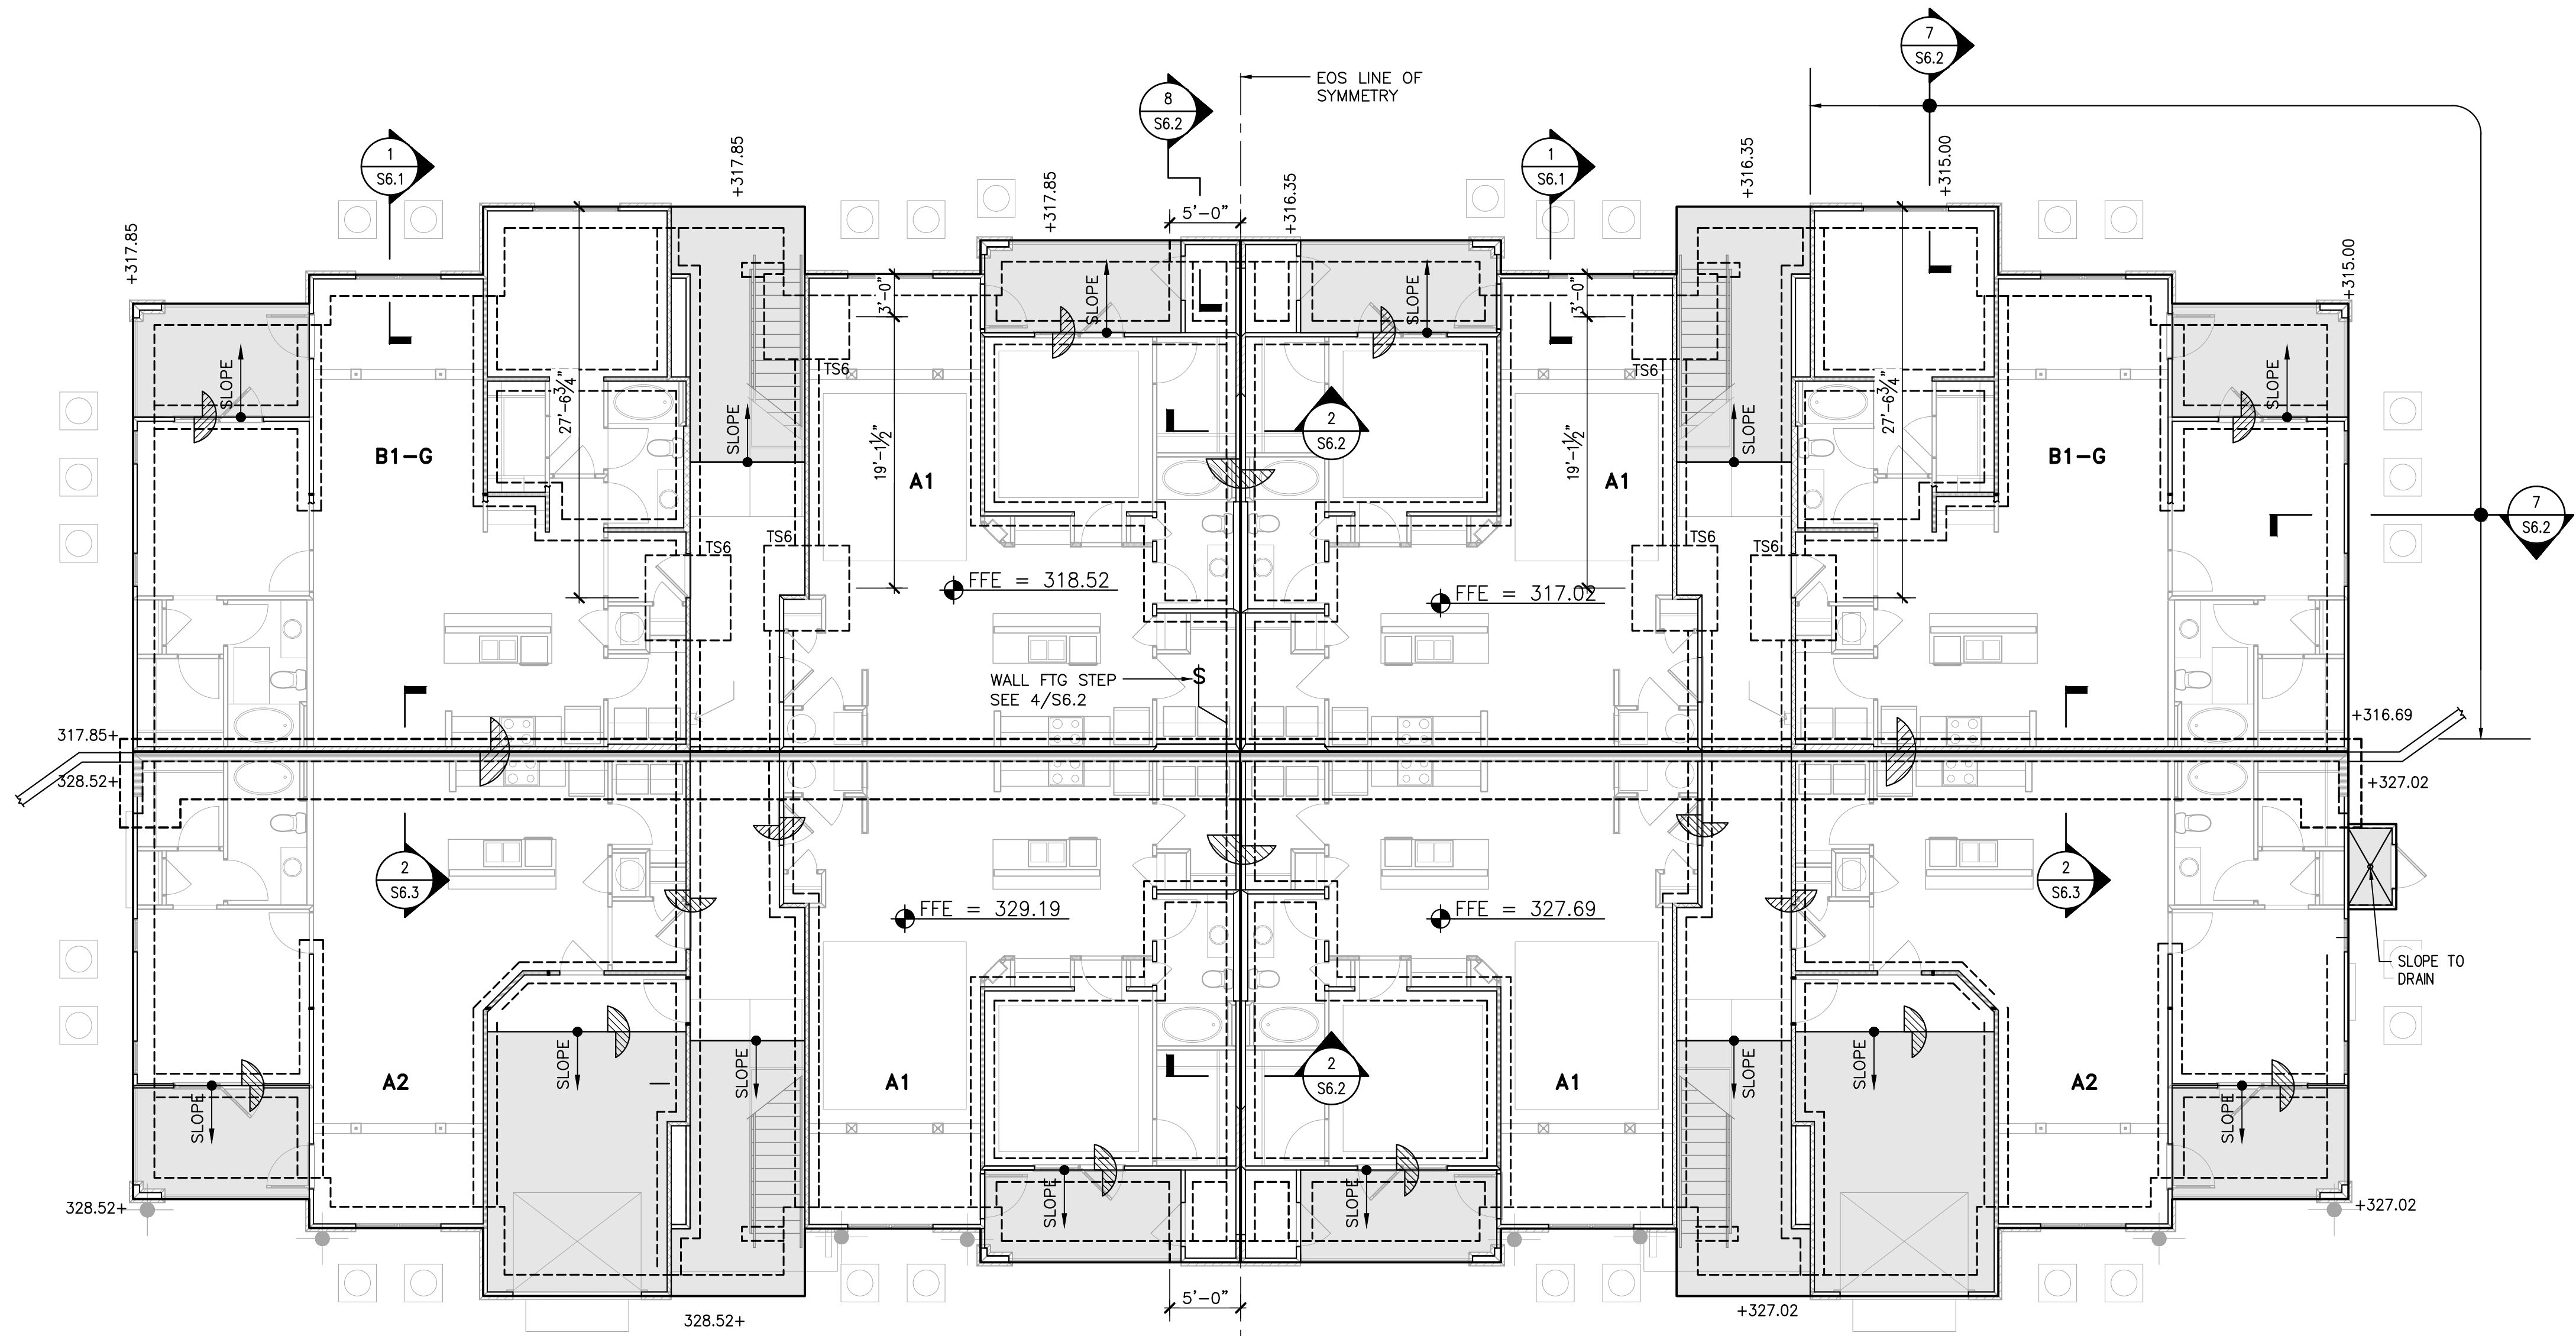 7
S6.2
EOS LINE OF
SYMMETRY
8
S6.2
1
S6.1
1
S6.1
+317.85
+317.85
+317.85
+316.35
+316.35
+315.00
+315.00
5'-0"
3'-0"
3'-0"
SLOPE
SLOPE
SLOPE
SLOPE
SLOPE
SLOPE
TS6
TS6
27'-6¾"
27'-6¾"
19'-1½"
19'-1½"
2
S6.2
B1-G
A1
A1
B1-G
7
S6.2
TS6
TS6
TS6
TS6
FFE = 318.52
FFE = 317.02
WALL FTG STEP
SEE 4/S6.2
S
317.85+
+316.69
328.52+
+327.02
2
S6.3
2
S6.3
FFE = 329.19
FFE = 327.69
SLOPE TO
DRAIN
SLOPE
SLOPE
SLOPE
SLOPE
2
S6.2
A2
A1
A1
A2
SLOPE
SLOPE
SLOPE
SLOPE
328.52+
+327.02
5'-0"
328.52+
+327.02